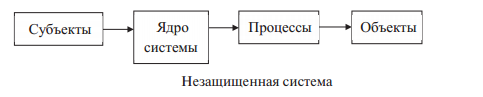 Субъекты
Ядро
системы
Процессы
Объекты
Незащищенная система